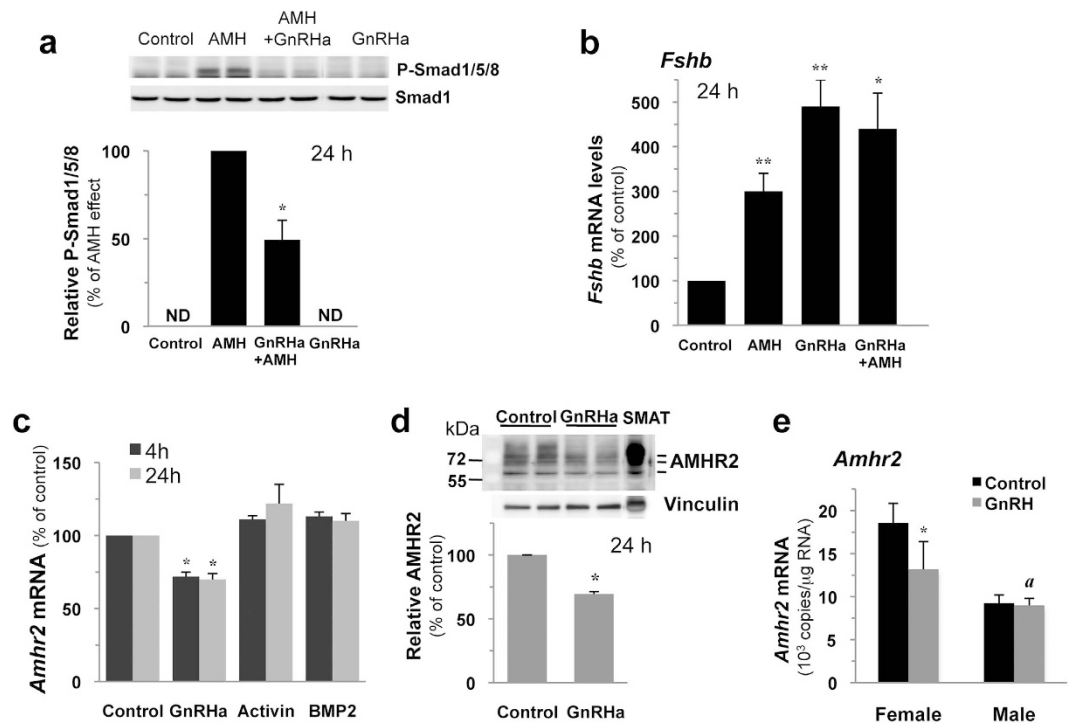 a
Control AMH AMH +GnRHa GnRHa
P-Smad1/5/8
Smad1
24 h
Relative P-Smad1/5/8
(% of AMH effect)
100
50
0
ND ND
Control AMH GnRHa +AMH GnRHa
*
b
Fshb
24 h
Fshb mRNA levels
(% of control)
500
400
300
200
100
0
** ** *
Control AMH GnRHa GnRHa +AMH
c
4h
24h
Amhr2 mRNA (% of control)
150
100
50
0
* *
Control GnRHa Activin BMP2
d
Control GnRHa SMAT
kDa
72
55
AMHR2
Vinculin
24 h
Relative AMHR2
(% of control)
100
50
0
*
Control GnRHa
e
Amhr2
Control
GnRH
Amhr2 mRNA
(10³ copies/µg RNA)
20
15
10
5
0
* a
Female Male